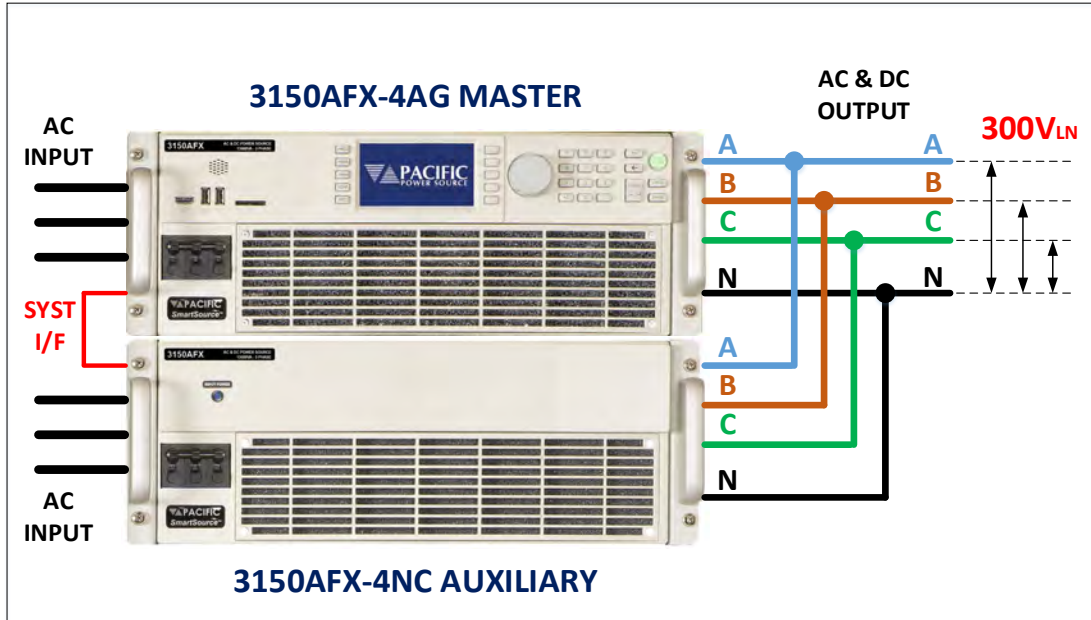 3150AFX-4AG MASTER
AC
INPUT
AC & DC
OUTPUT
300VLN
3150AFX
PACIFIC
POWER SOURCE
A
A
B
B
C
C
N
N
SYST
I/F
PACIFIC
SmartSource
3150AFX
A
B
C
N
AC
INPUT
PACIFIC
SmartSource
3150AFX-4NC AUXILIARY